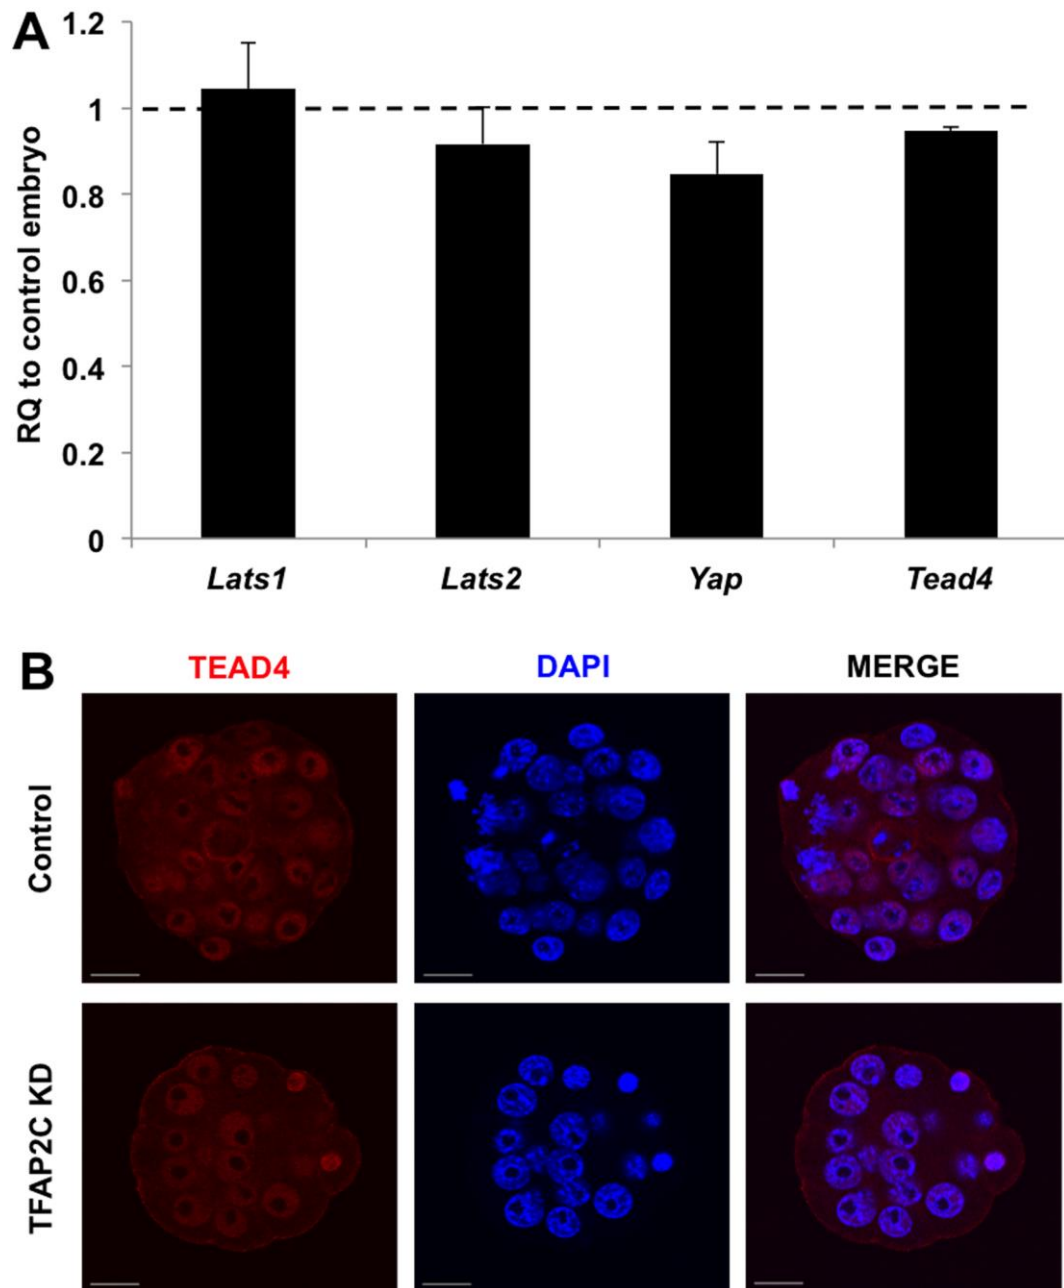 A
1.2
1
0.8
0.6
0.4
0.2
0
RQ to control embryo
Lats1 Lats2 Yap Tead4
B
TEAD4 DAPI MERGE
Control
TFAP2C KD